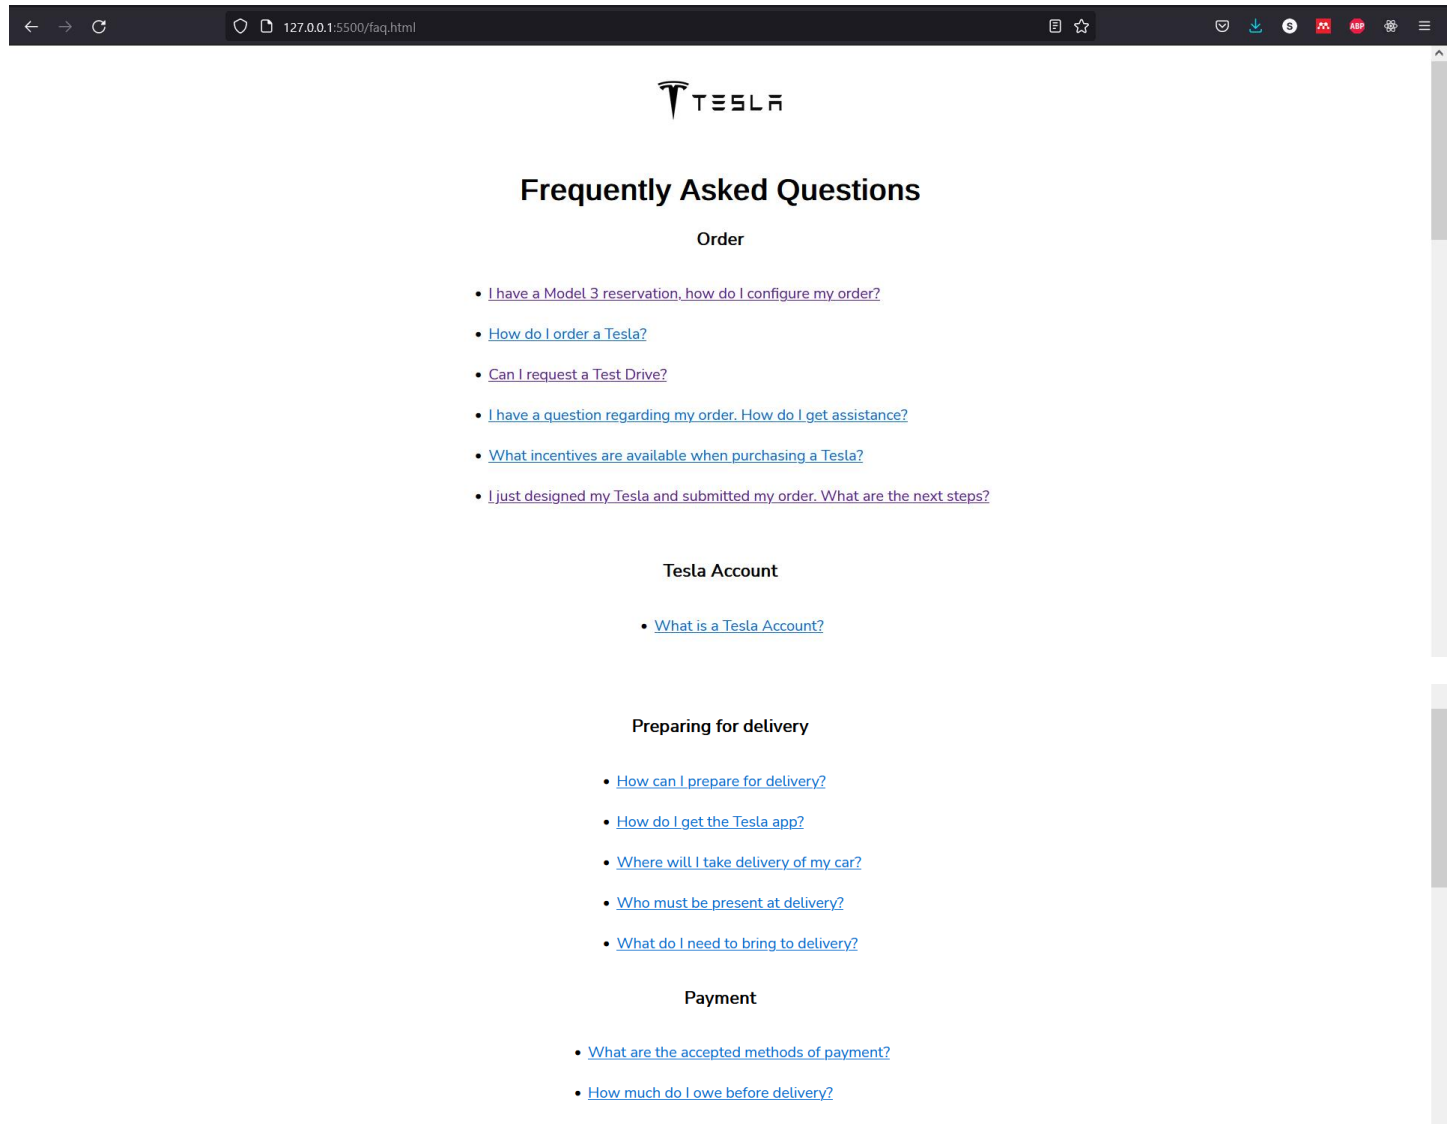 127.0.0.1:5500/faq.html
S
ABP
TESLA
Frequently Asked Questions
Order
• I have a Model 3 reservation, how do I configure my order?
• How do I order a Tesla?
• Can I request a Test Drive?
• I have a question regarding my order. How do I get assistance?
• What incentives are available when purchasing a Tesla?
• I just designed my Tesla and submitted my order. What are the next steps?
Tesla Account
• What is a Tesla Account?
Preparing for delivery
• How can I prepare for delivery?
• How do I get the Tesla app?
• Where will I take delivery of my car?
• Who must be present at delivery?
• What do I need to bring to delivery?
Payment
• What are the accepted methods of payment?
• How much do I owe before delivery?